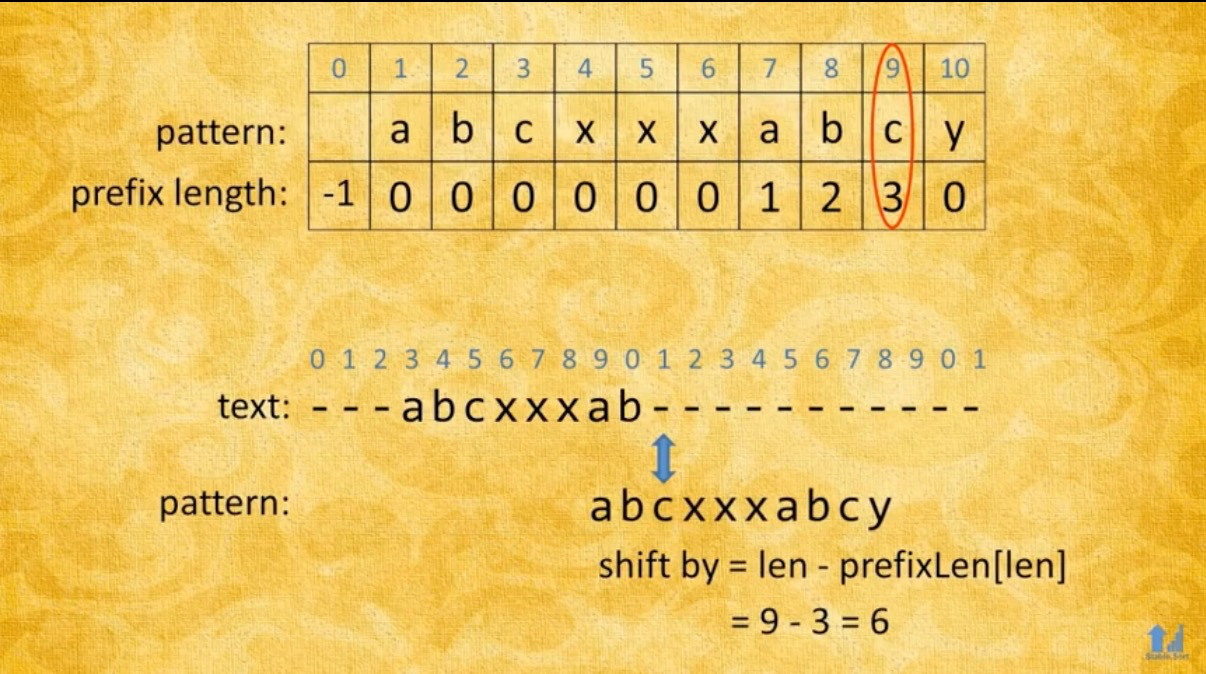 0 1 2 3 4 5 6 7 8 9 10
pattern: a b c x x x a b c y
prefix length: -1 0 0 0 0 0 0 1 2 3 0
0 1 2 3 4 5 6 7 8 9 0 1 2 3 4 5 6 7 8 9 0 1
text: - - - a b c x x x a b - - - - - - - - - - -
pattern: a b c x x x a b c y
shift by = len - prefixLen[len]
= 9 - 3 = 6
Stable Sort